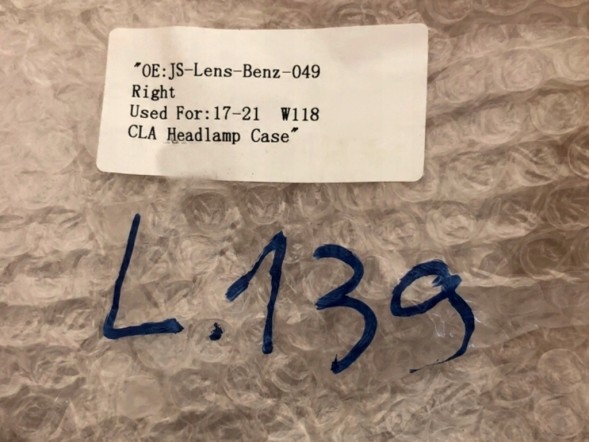 "OE:JS-Lens-Benz-049
Right
Used For:17-21 W118
CLA Headlamp Case"
L.139